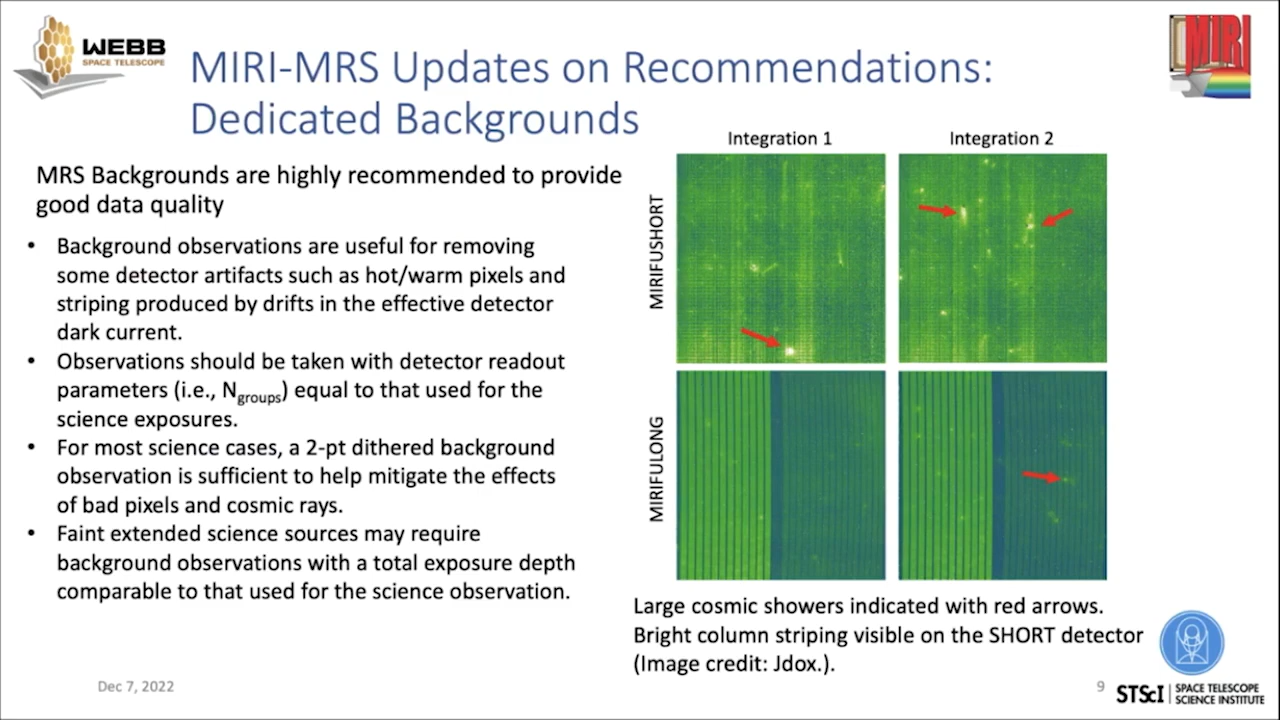 WEBB
SPACE TELESCOPE
MIRI
MIRI-MRS Updates on Recommendations:
Dedicated Backgrounds
MRS Backgrounds are highly recommended to provide
good data quality
• Background observations are useful for removing
some detector artifacts such as hot/warm pixels and
striping produced by drifts in the effective detector
dark current.
• Observations should be taken with detector readout
parameters (i.e., Ngroups) equal to that used for the
science exposures.
• For most science cases, a 2-pt dithered background
observation is sufficient to help mitigate the effects
of bad pixels and cosmic rays.
• Faint extended science sources may require
background observations with a total exposure depth
comparable to that used for the science observation.
Integration 1
Integration 2
MIRIFUSHORT
MIRIFULONG
Large cosmic showers indicated with red arrows.
Bright column striping visible on the SHORT detector
(Image credit: Jdox.).
Dec 7, 2022
9
STScI | SPACE TELESCOPE
SCIENCE INSTITUTE